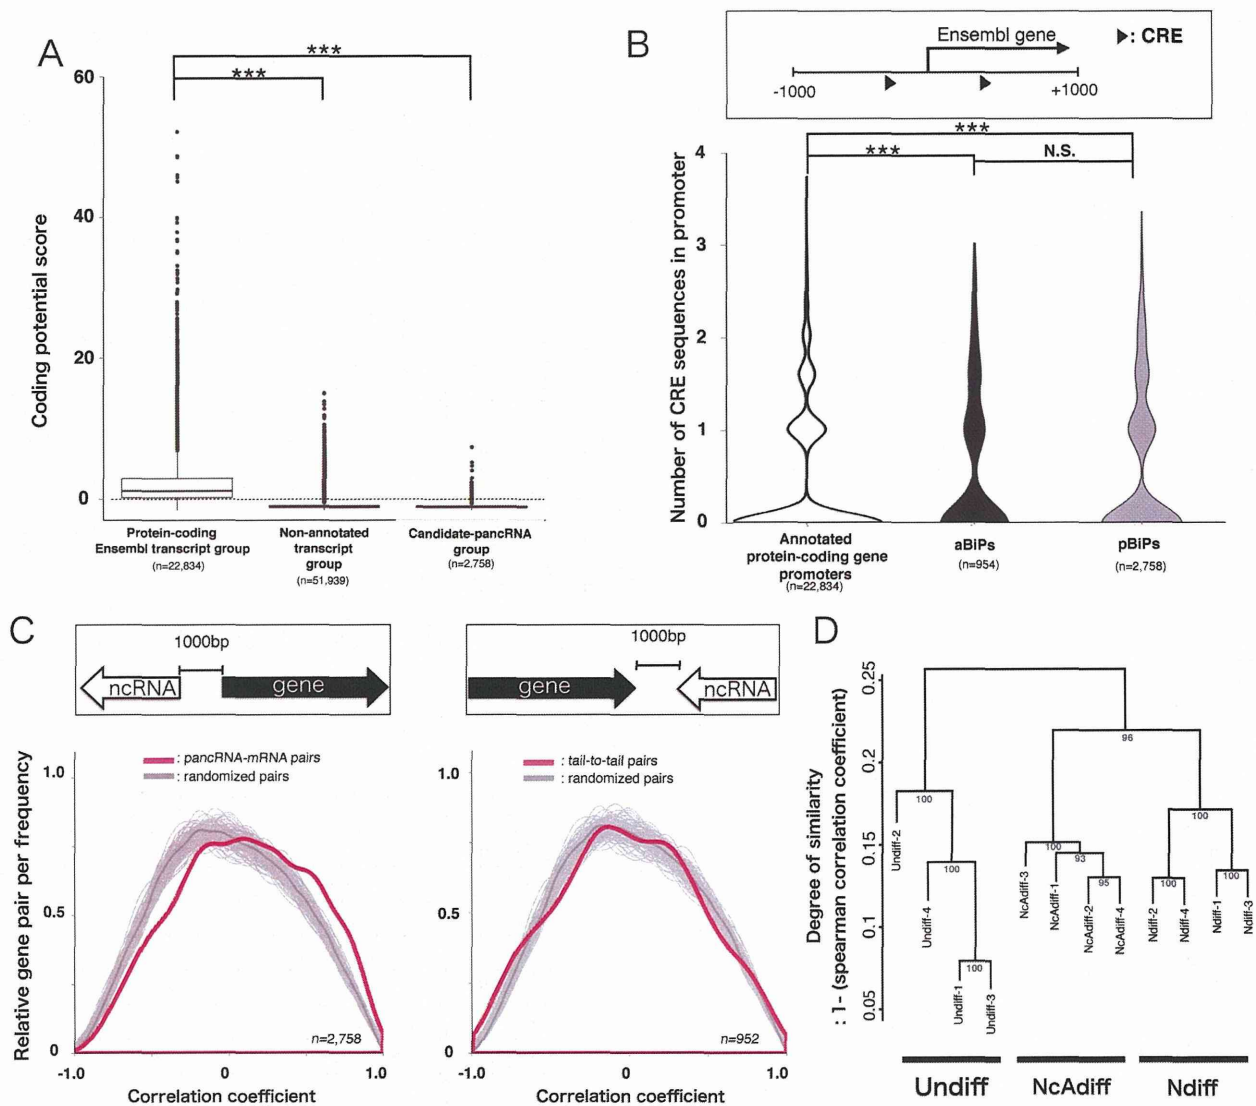 A
***
***
60
40
20
0
Coding potential score
Protein-coding
Ensembl transcript group
(n=22,834)
Non-annotated
transcript
group
(n=51,939)
Candidate-pancRNA
group
(n=2,758)
B
Ensembl gene
: CRE
-1000
+1000
***
***
N.S.
4
3
2
1
0
Number of CRE sequences in promoter
Annotated
protein-coding gene
promoters
(n=22,834)
aBiPs
(n=954)
pBiPs
(n=2,758)
C
1000bp
ncRNA
gene
: pancRNA-mRNA pairs
: randomized pairs
1.0
0.5
0
Relative gene pair per frequency
n=2,758
-1.0
0
1.0
Correlation coefficient
1000bp
gene
ncRNA
: tail-to-tail pairs
: randomized pairs
1.0
0.5
0
n=952
-1.0
0
1.0
Correlation coefficient
D
Degree of similarity
: 1- (spearman correlation coefficient)
0.25
0.2
0.15
0.1
0.05
96
100
100
100
100
93
95
100
100
100
Undiff-2
Undiff-4
Undiff-1
Undiff-3
NcAdiff-3
NcAdiff-1
NcAdiff-2
NcAdiff-4
Ndiff-2
Ndiff-4
Ndiff-1
Ndiff-3
Undiff
NcAdiff
Ndiff